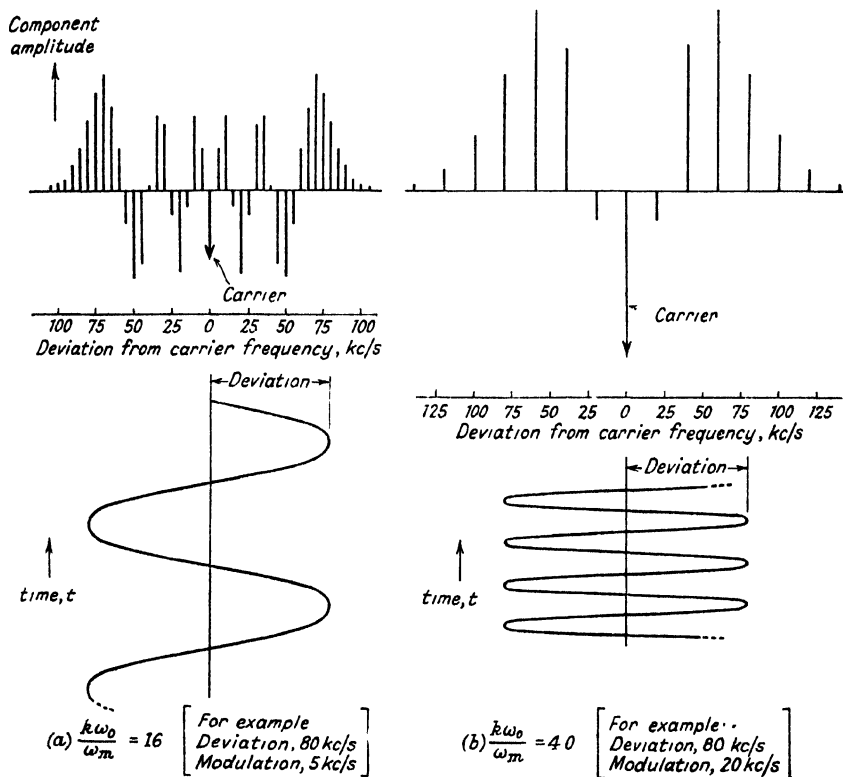 Component
amplitude
Carrier
100 75 50 25 0 25 50 75 100
Deviation from carrier frequency, kc/s
Deviation
time, t
(a) kω₀/ωₘ = 16 [For example
Deviation, 80 kc/s
Modulation, 5 kc/s]
Carrier
125 100 75 50 25 0 25 50 75 100 125
Deviation from carrier frequency, kc/s
Deviation
time, t
(b) kω₀/ωₘ = 4 0 [For example··
Deviation, 80 kc/s
Modulation, 20 kc/s]